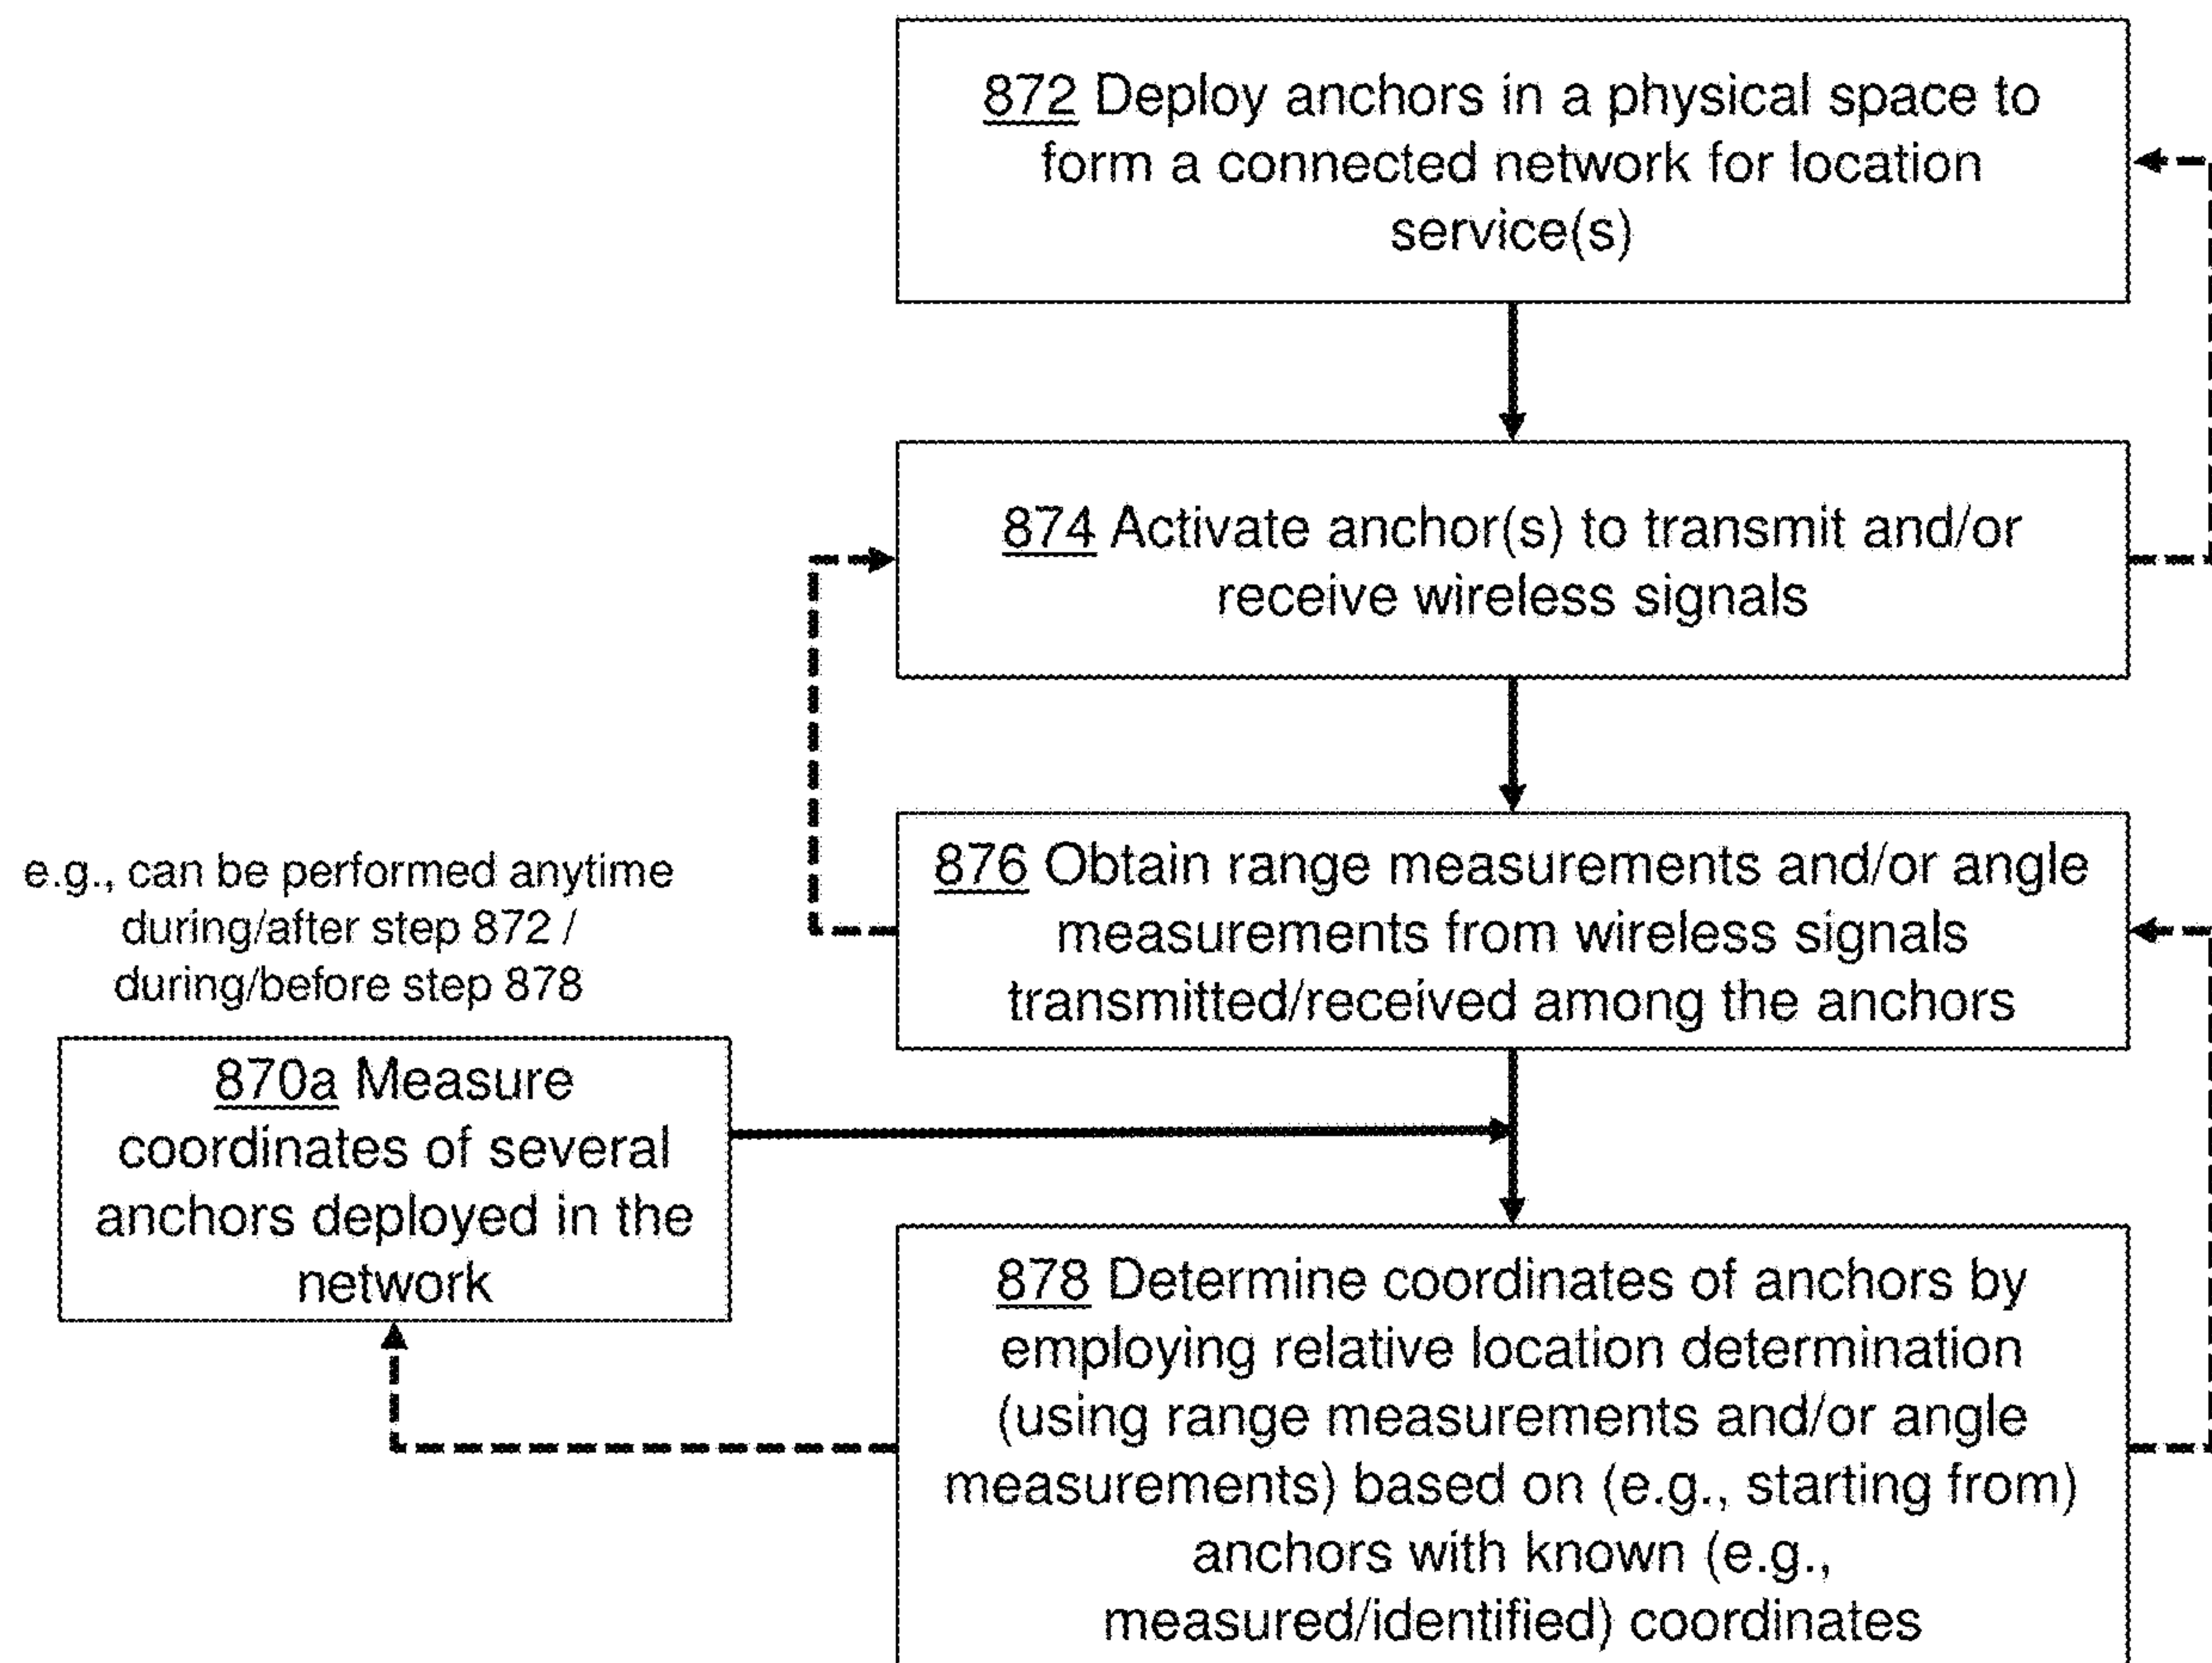 872 Deploy anchors in a physical space to
form a connected network for location
service(s)
874 Activate anchor(s) to transmit and/or
receive wireless signals
876 Obtain range measurements and/or angle
measurements from wireless signals
transmitted/received among the anchors
e.g., can be performed anytime
during/after step 872 /
during/before step 878
870a Measure
coordinates of several
anchors deployed in the
network
878 Determine coordinates of anchors by
employing relative location determination
(using range measurements and/or angle
measurements) based on (e.g., starting from)
anchors with known (e.g.,
measured/identified) coordinates